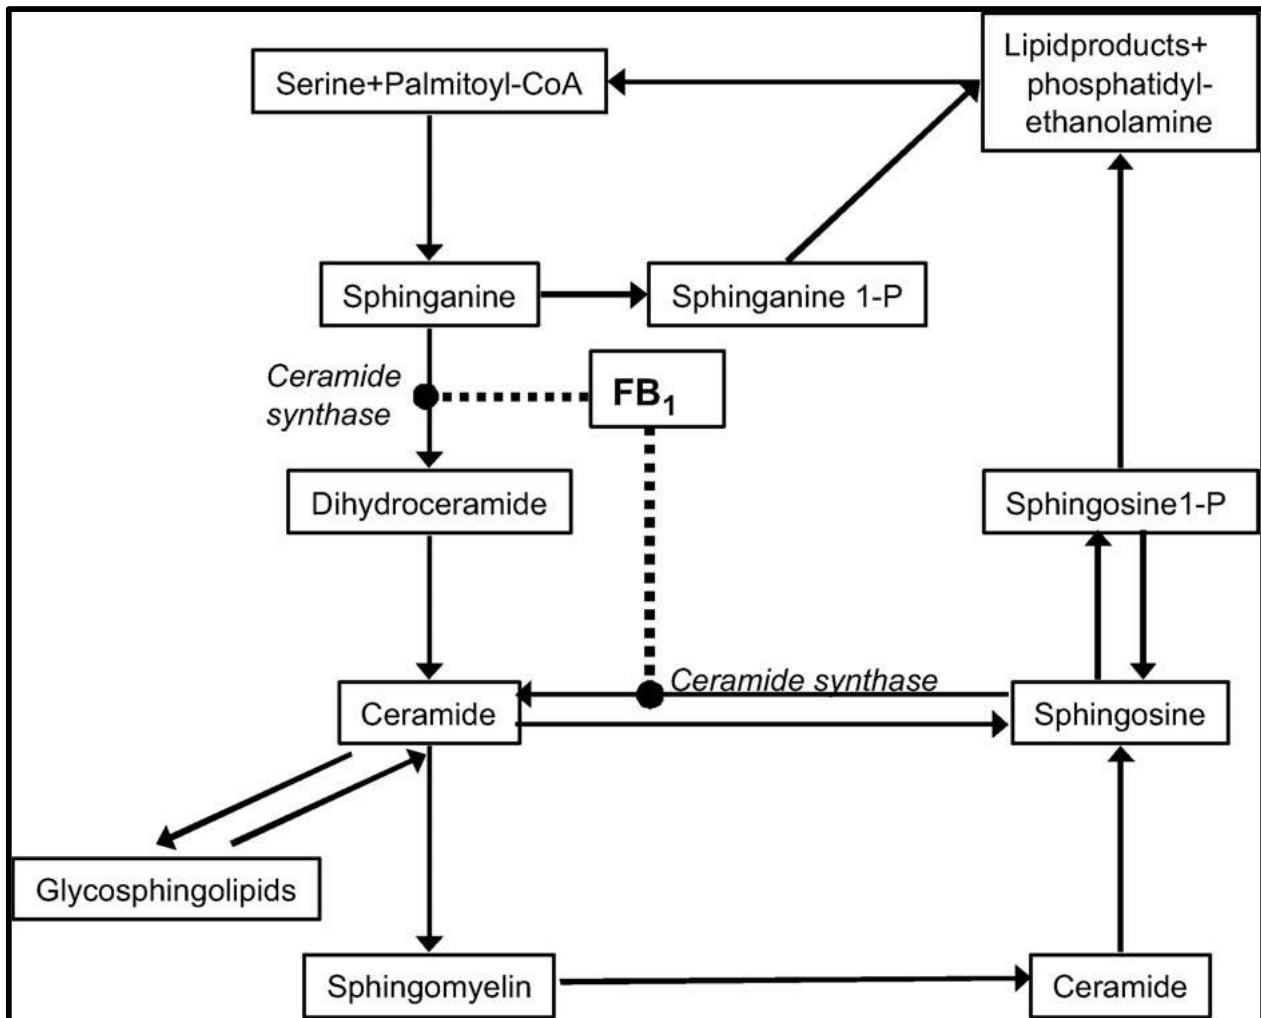 Lipidproducts+
phosphatidyl-
ethanolamine
Serine+Palmitoyl-CoA
Sphinganine
Sphinganine 1-P
Ceramide
synthase
FB₁
Dihydroceramide
Sphingosine1-P
Ceramide synthase
Ceramide
Sphingosine
Glycosphingolipids
Sphingomyelin
Ceramide